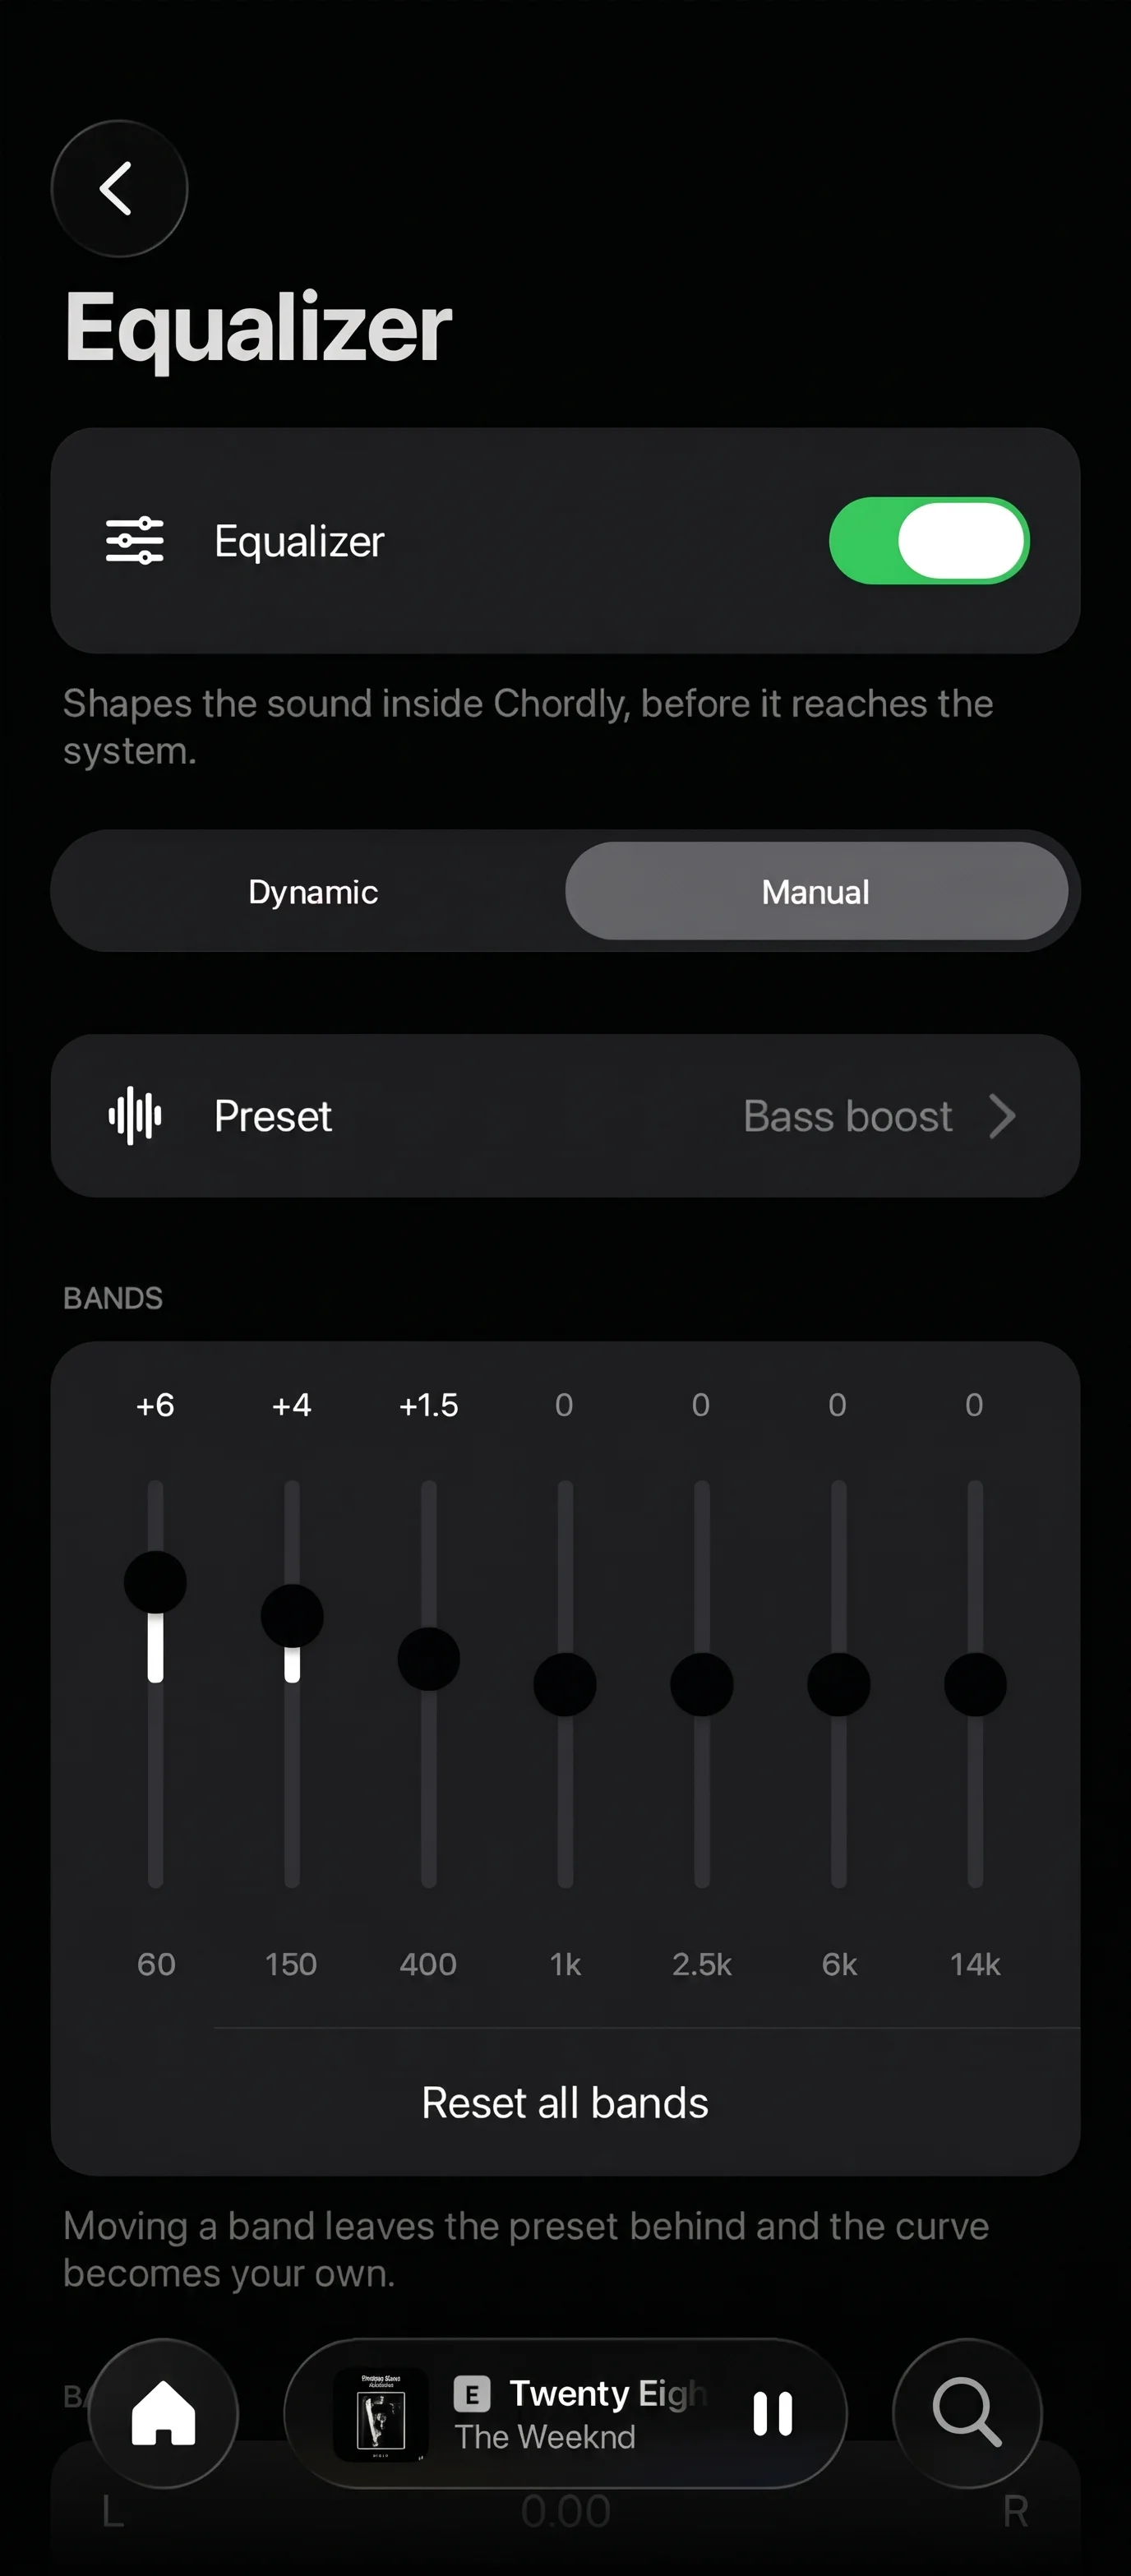 Equalizer
Equalizer
Shapes the sound inside Chordly, before it reaches the
system.
Dynamic Manual
Preset Bass boost
BANDS
+6 +4 +1.5 0 0 0 0
60 150 400 1k 2.5k 6k 14k
Reset all bands
Moving a band leaves the preset behind and the curve
becomes your own.
E Twenty Eigh
The Weeknd
L 0.00 R